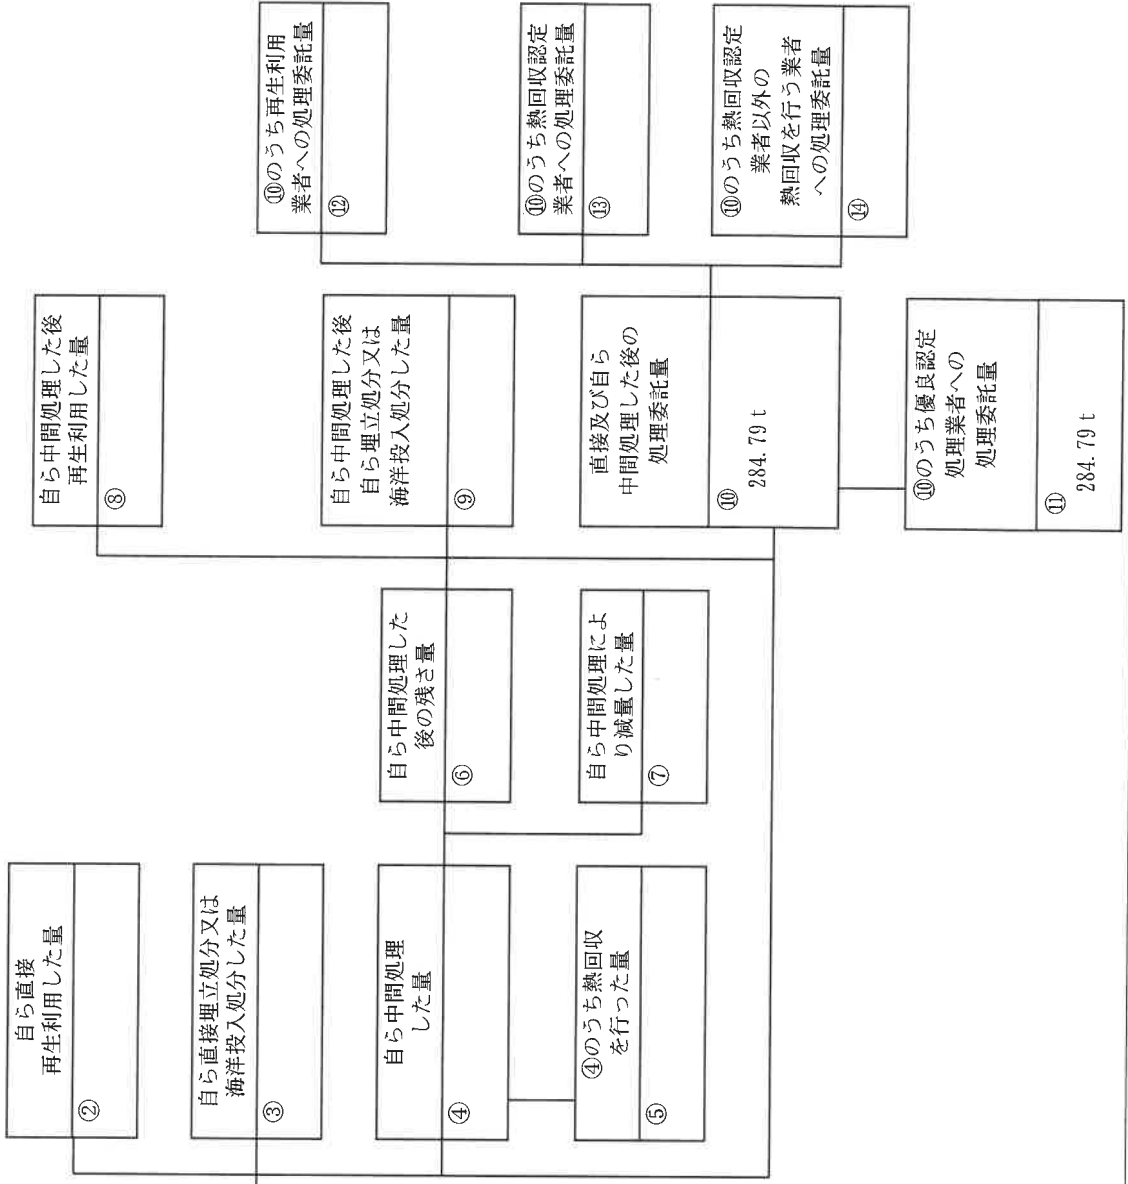 自ら直接
再生利用した量
②
自ら直接埋立処分又は
海洋投入処分した量
③
自ら中間処理
した量
④
④のうち熱回収
を行った量
⑤
自ら中間処理した
後の残さ量
⑥
自ら中間処理によ
り減量した量
⑦
自ら中間処理した後
再生利用した量
⑧
自ら中間処理した後
自ら埋立処分又は
海洋投入処分した量
⑨
直接及び自ら
中間処理した後の
処理委託量
⑩
284.79 t
⑩のうち優良認定
処理業者への
処理委託量
⑪
284.79 t
⑩のうち再生利用
業者への処理委託量
⑫
⑩のうち熱回収認定
業者への処理委託量
⑬
⑩のうち熱回収認定
業者以外の
熱回収を行う業者
への処理委託量
⑭